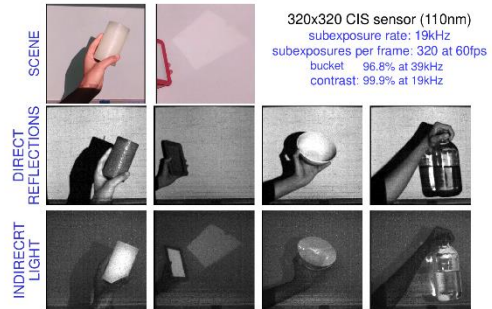 SCENE
320x320 CIS sensor (110nm)
subexposure rate: 19kHz
subexposures per frame: 320 at 60fps
bucket 96.8% at 39kHz
contrast: 99.9% at 19kHz
DIRECT
REFLECTIONS
INDIRECRT
LIGHT